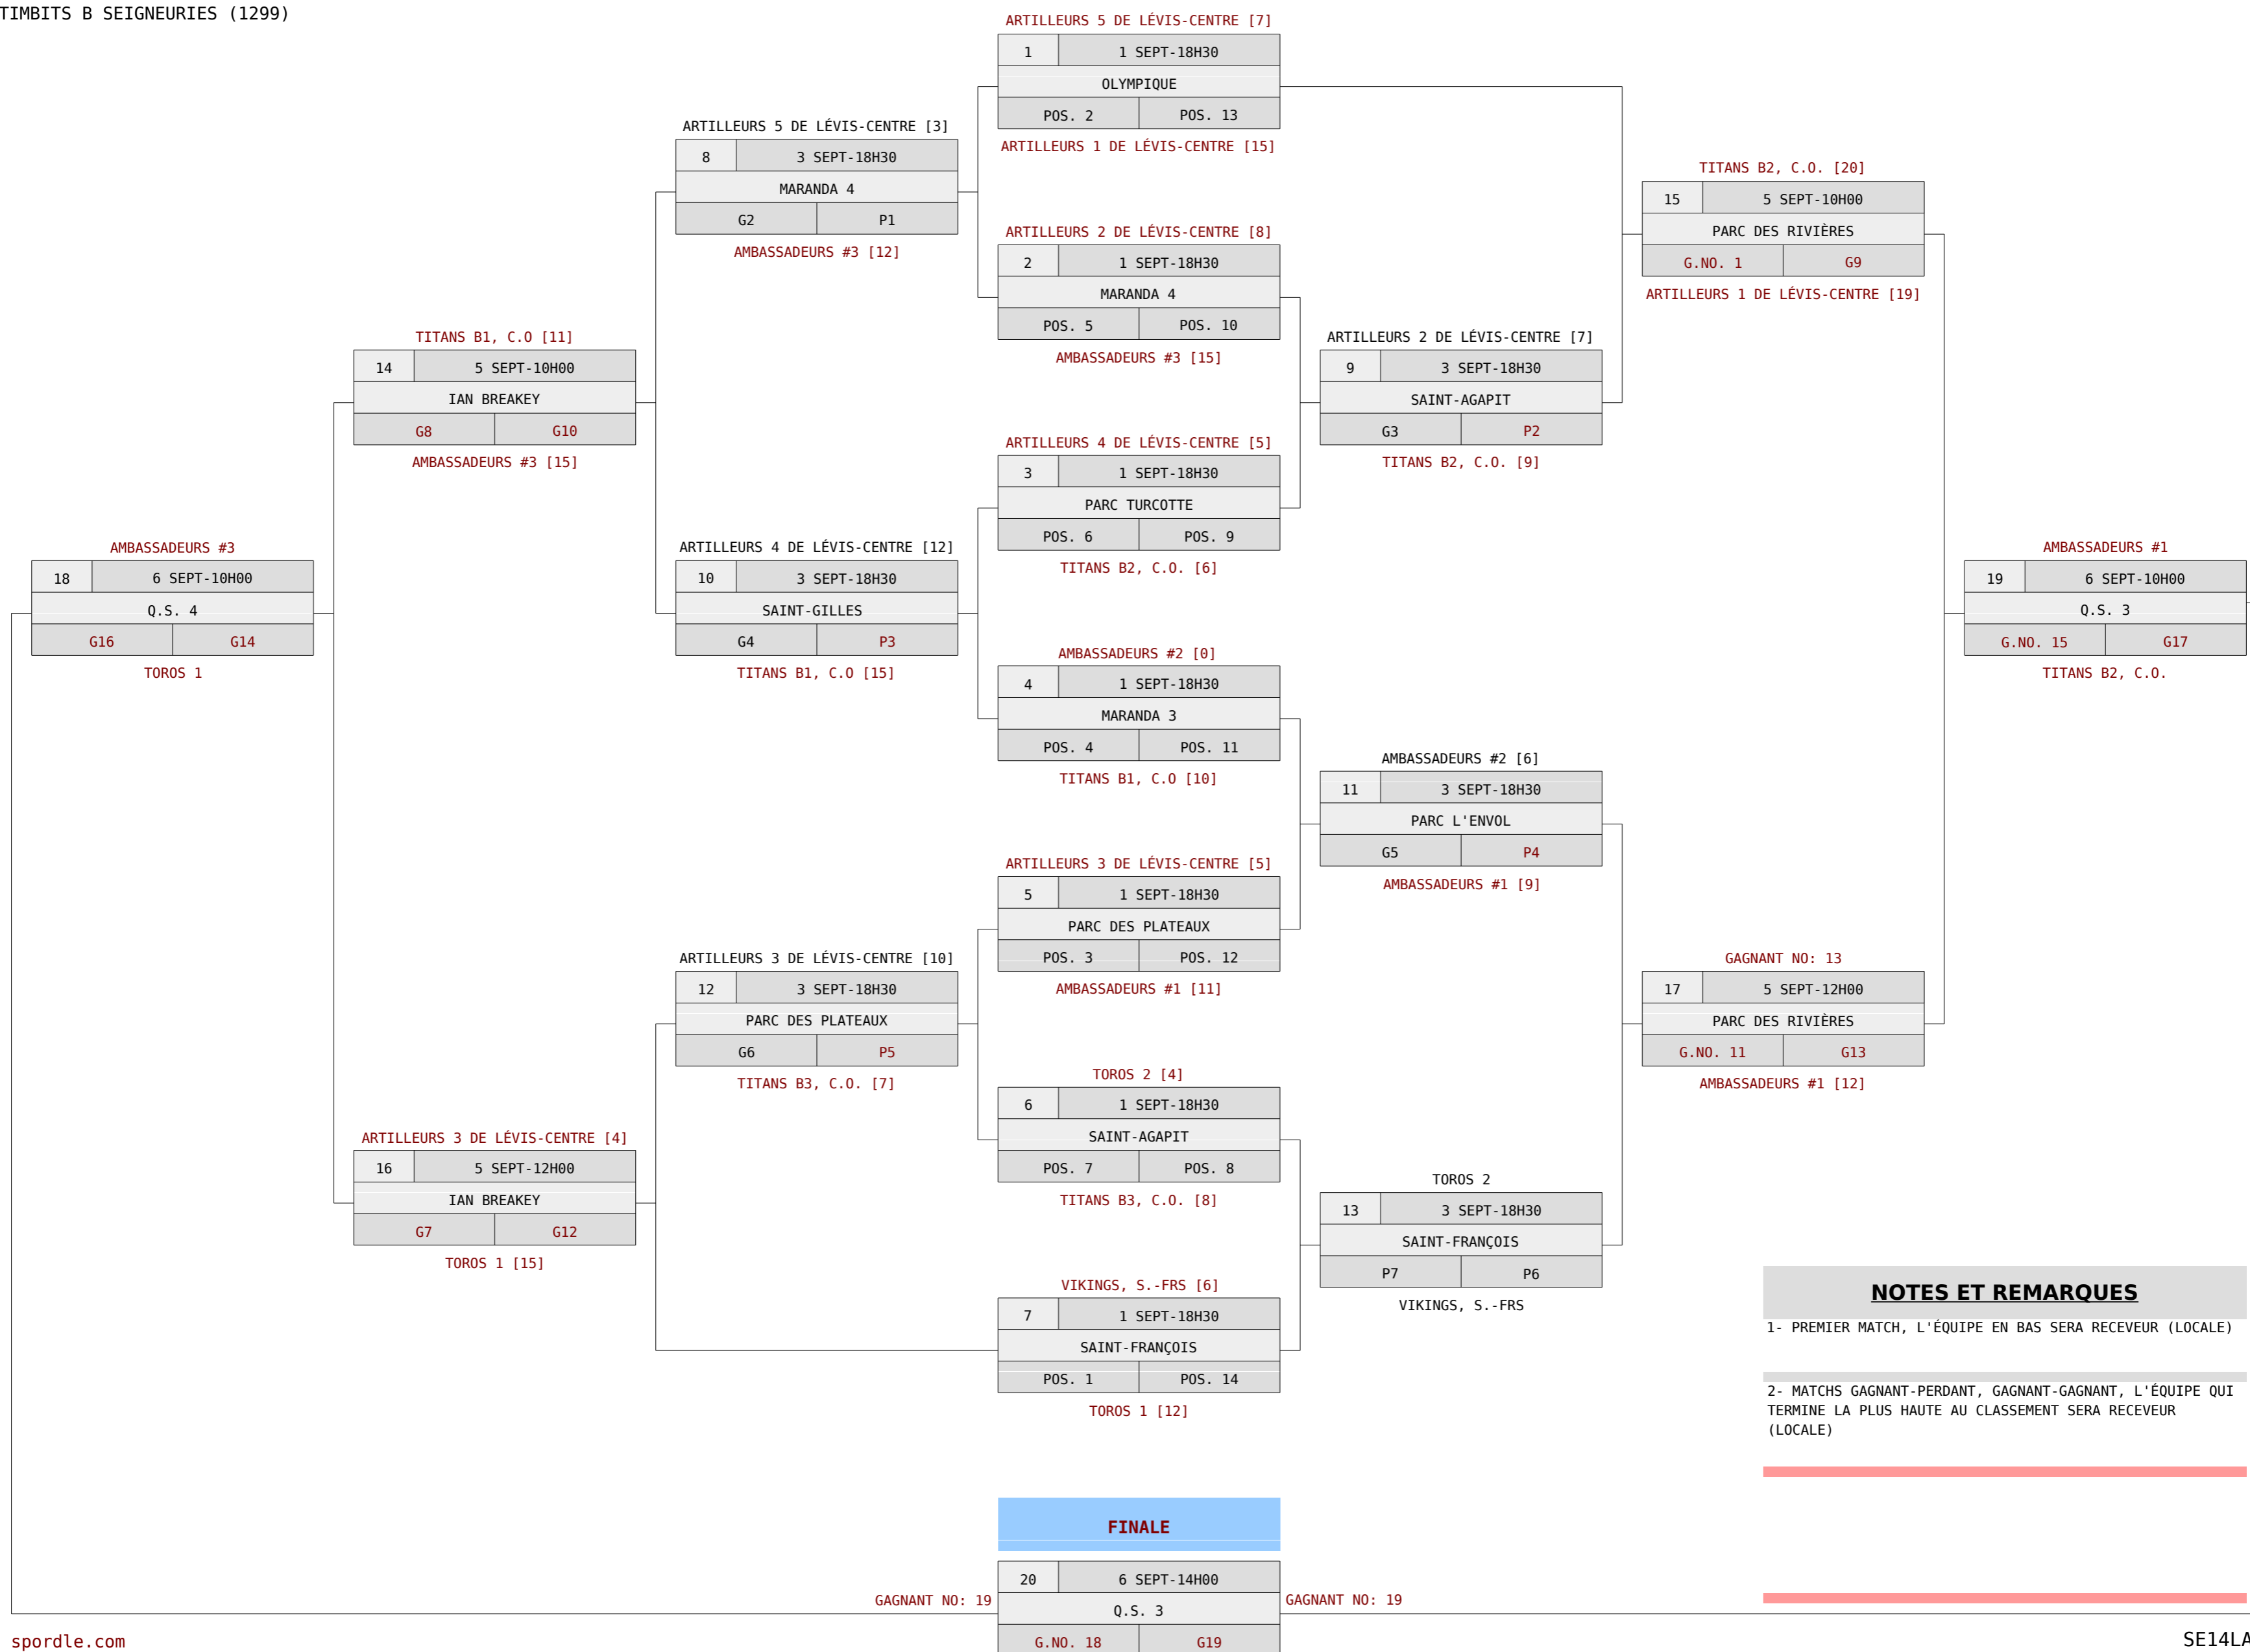 TIMBITS B SEIGNEURIES (1299)
AMBASSADEURS #3
18 6 SEPT-10H00
Q.S. 4
G16 G14
TOROS 1
TITANS B1, C.O [11]
14 5 SEPT-10H00
IAN BREAKEY
G8 G10
AMBASSADEURS #3 [15]
ARTILLEURS 3 DE LÉVIS-CENTRE [4]
16 5 SEPT-12H00
IAN BREAKEY
G7 G12
TOROS 1 [15]
ARTILLEURS 5 DE LÉVIS-CENTRE [3]
8 3 SEPT-18H30
MARANDA 4
G2 P1
AMBASSADEURS #3 [12]
ARTILLEURS 4 DE LÉVIS-CENTRE [12]
10 3 SEPT-18H30
SAINT-GILLES
G4 P3
TITANS B1, C.O [15]
ARTILLEURS 3 DE LÉVIS-CENTRE [10]
12 3 SEPT-18H30
PARC DES PLATEAUX
G6 P5
TITANS B3, C.O. [7]
ARTILLEURS 5 DE LÉVIS-CENTRE [7]
1 1 SEPT-18H30
OLYMPIQUE
POS. 2 POS. 13
ARTILLEURS 1 DE LÉVIS-CENTRE [15]
ARTILLEURS 2 DE LÉVIS-CENTRE [8]
2 1 SEPT-18H30
MARANDA 4
POS. 5 POS. 10
AMBASSADEURS #3 [15]
ARTILLEURS 4 DE LÉVIS-CENTRE [5]
3 1 SEPT-18H30
PARC TURCOTTE
POS. 6 POS. 9
TITANS B2, C.O. [6]
AMBASSADEURS #2 [0]
4 1 SEPT-18H30
MARANDA 3
POS. 4 POS. 11
TITANS B1, C.O [10]
ARTILLEURS 3 DE LÉVIS-CENTRE [5]
5 1 SEPT-18H30
PARC DES PLATEAUX
POS. 3 POS. 12
AMBASSADEURS #1 [11]
TOROS 2 [4]
6 1 SEPT-18H30
SAINT-AGAPIT
POS. 7 POS. 8
TITANS B3, C.O. [8]
VIKINGS, S.-FRS [6]
7 1 SEPT-18H30
SAINT-FRANÇOIS
POS. 1 POS. 14
TOROS 1 [12]
ARTILLEURS 2 DE LÉVIS-CENTRE [7]
9 3 SEPT-18H30
SAINT-AGAPIT
G3 P2
TITANS B2, C.O. [9]
AMBASSADEURS #2 [6]
11 3 SEPT-18H30
PARC L'ENVOL
G5 P4
AMBASSADEURS #1 [9]
TOROS 2
13 3 SEPT-18H30
SAINT-FRANÇOIS
P7 P6
VIKINGS, S.-FRS
TITANS B2, C.O. [20]
15 5 SEPT-10H00
PARC DES RIVIÈRES
G.NO. 1 G9
ARTILLEURS 1 DE LÉVIS-CENTRE [19]
GAGNANT NO: 13
17 5 SEPT-12H00
PARC DES RIVIÈRES
G.NO. 11 G13
AMBASSADEURS #1 [12]
AMBASSADEURS #1
19 6 SEPT-10H00
Q.S. 3
G.NO. 15 G17
TITANS B2, C.O.
NOTES ET REMARQUES
1- PREMIER MATCH, L'ÉQUIPE EN BAS SERA RECEVEUR (LOCALE)
2- MATCHS GAGNANT-PERDANT, GAGNANT-GAGNANT, L'ÉQUIPE QUI
TERMINE LA PLUS HAUTE AU CLASSEMENT SERA RECEVEUR
(LOCALE)
FINALE
20 6 SEPT-14H00
GAGNANT NO: 19 Q.S. 3 GAGNANT NO: 19
G.NO. 18 G19
spordle.com
SE14LA